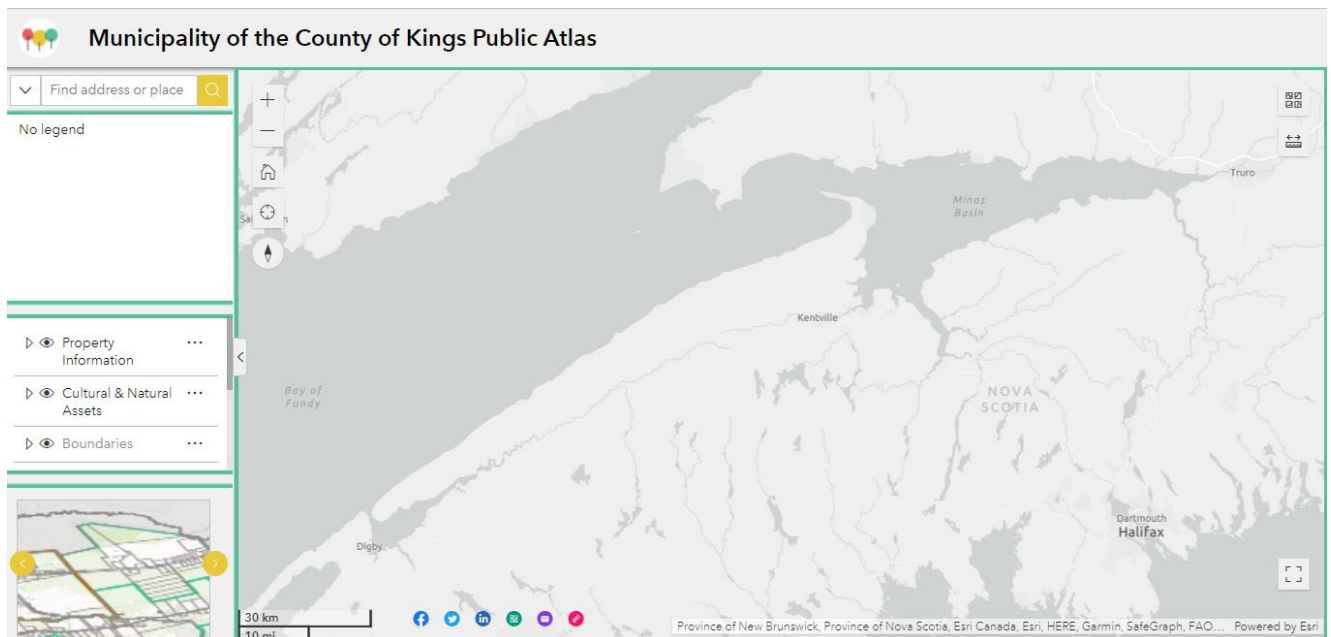 Municipality of the County of Kings Public Atlas
Find address or place
No legend
Property
Information
Cultural & Natural
Assets
Boundaries
Truro
Minas
Basin
Kentville
Bay of
Fundy
NOVA
SCOTIA
Dartmouth
Halifax
Digby
30 km
10 mi
Province of New Brunswick, Province of Nova Scotia, Esri Canada, Esri, HERE, Garmin, SafeGraph, FAO... Powered by Esri